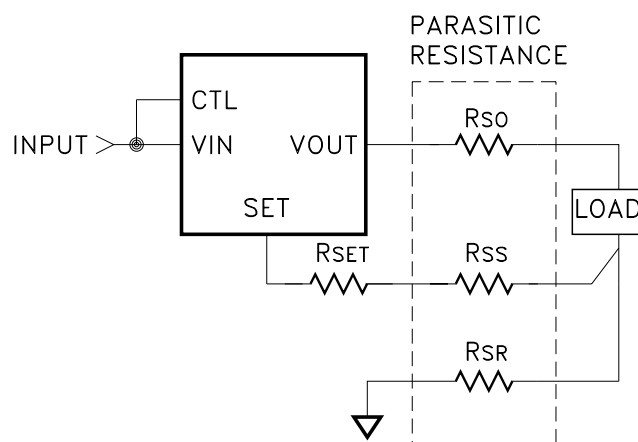 PARASITIC
RESISTANCE
CTL
RSO
INPUT
VIN
VOUT
SET
LOAD
RSET
RSS
RSR